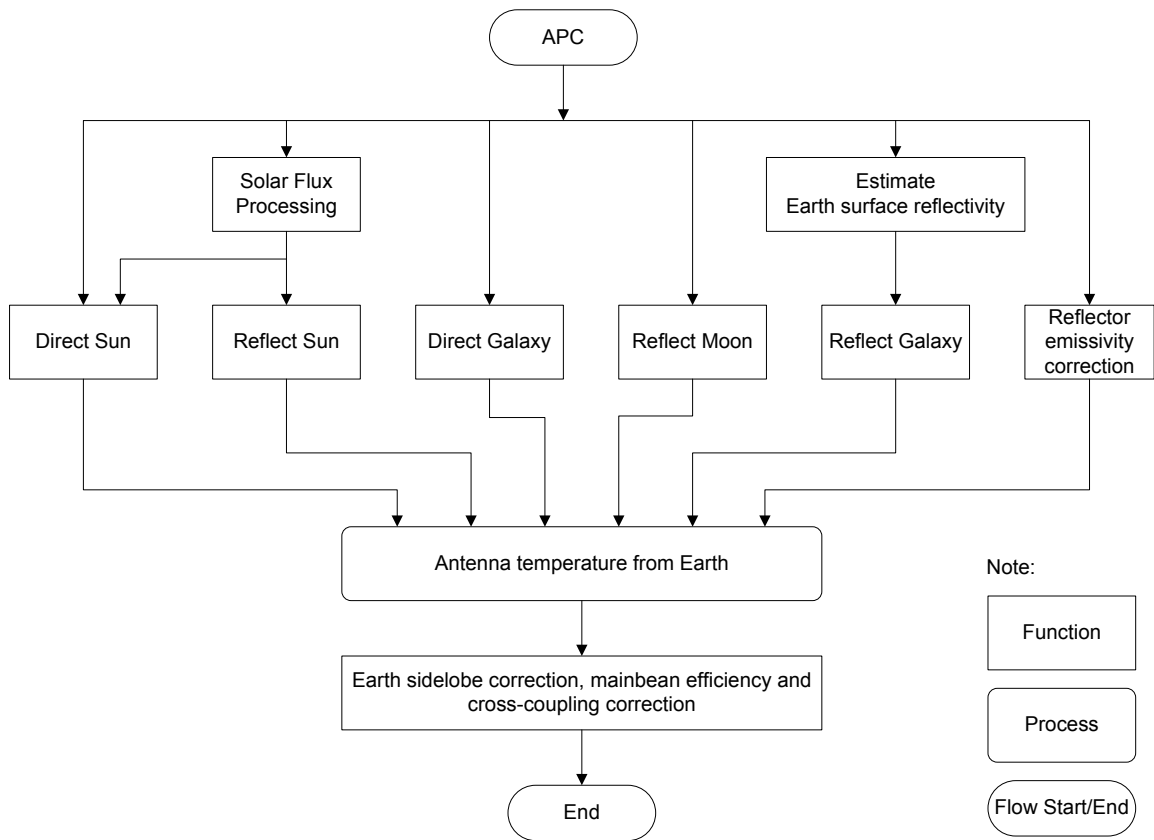 APC
Solar Flux
Processing
Estimate
Earth surface reflectivity
Direct Sun
Reflect Sun
Direct Galaxy
Reflect Moon
Reflect Galaxy
Reflector
emissivity
correction
Antenna temperature from Earth
Earth sidelobe correction, mainbean efficiency and
cross-coupling correction
End
Note:
Function
Process
Flow Start/End